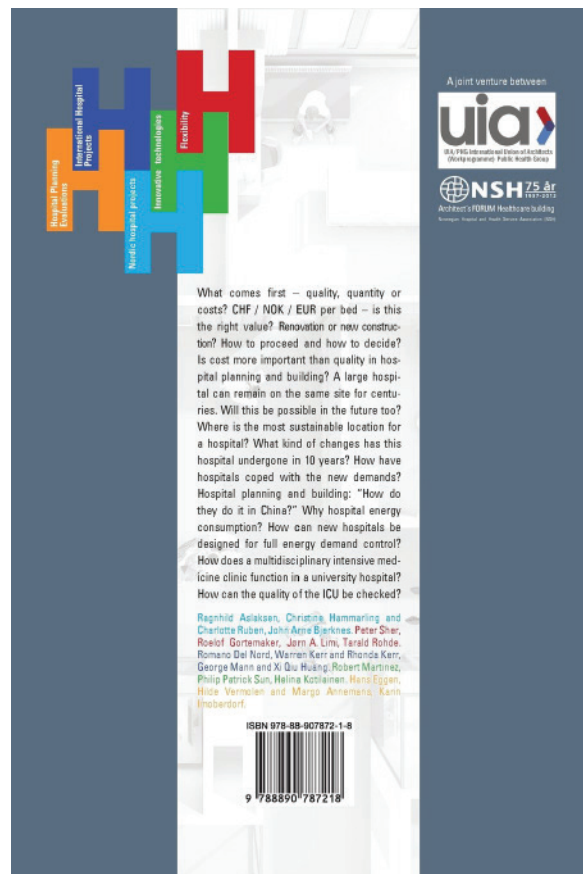 Hospital Planning
Evaluations
International Hospital
Projects
Nordic hospital projects
Innovative technologies
Flexibility
A joint venture between
uia
UIA/PHG International Union of Architects
(Workprogramme) Public Health Group
NSH 75 år
1937-2012
Architect's FORUM Healthcare building
Norwegian Hospital and Health Service Association (NSH)
What comes first – quality, quantity or
costs? CHF / NOK / EUR per bed – is this
the right value? Renovation or new construc-
tion? How to proceed and how to decide?
Is cost more important than quality in hos-
pital planning and building? A large hospi-
tal can remain on the same site for centu-
ries. Will this be possible in the future too?
Where is the most sustainable location for
a hospital? What kind of changes has this
hospital undergone in 10 years? How have
hospitals coped with the new demands?
Hospital planning and building: “How do
they do it in China?” Why hospital energy
consumption? How can new hospitals be
designed for full energy demand control?
How does a multidisciplinary intensive med-
icine clinic function in a university hospital?
How can the quality of the ICU be checked?
Ragnhild Aslaksen, Christine Hammarling and
Charlotte Ruben, John Arne Bjerknes. Peter Sher,
Roelof Gortemaker, Jørn A. Limi, Tarald Rohde.
Romano Del Nord, Warren Kerr and Rhonda Kerr,
George Mann and Xi Qiu Huang. Robert Martinez,
Philip Patrick Sun, Helina Kotilainen. Hans Eggen,
Hilde Vermolen and Margo Annemans. Karin
Imoberdorf.
ISBN 978-88-907872-1-8
9 788890 787218